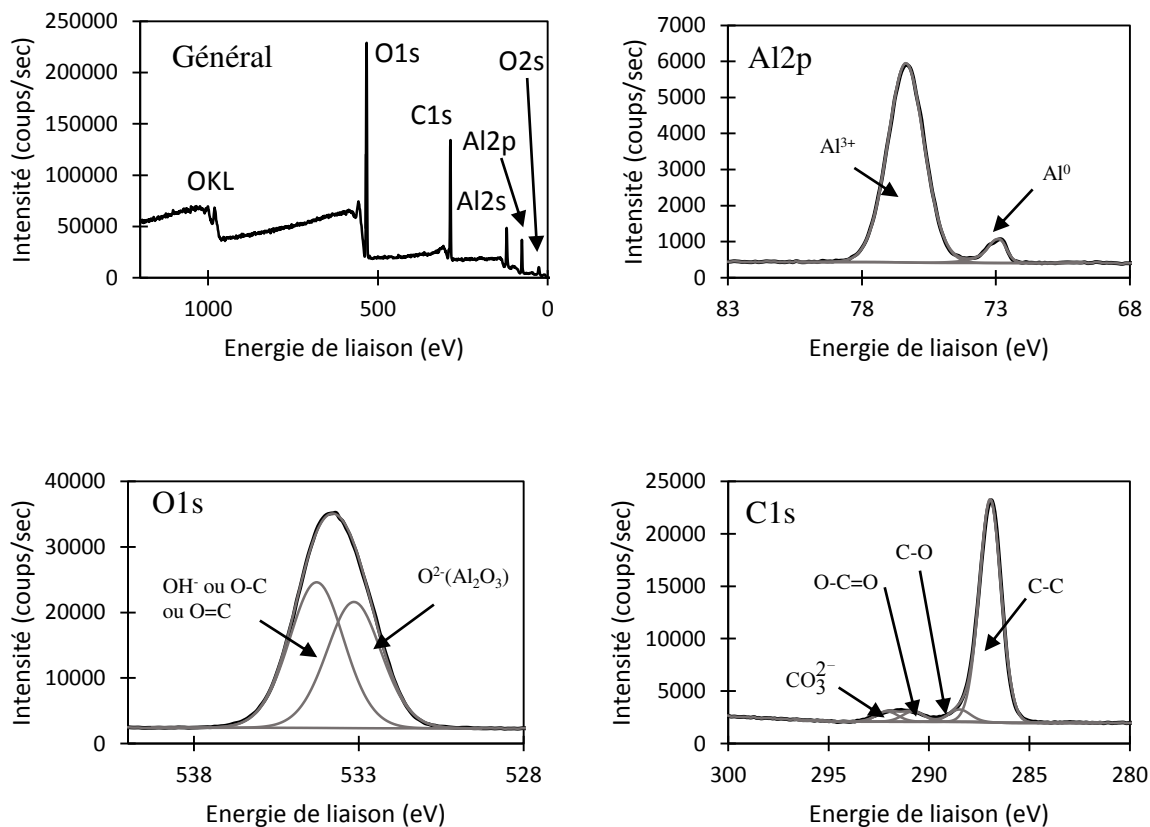 Général
Intensité (coups/sec)
250000
200000
150000
100000
50000
0
OKL
O1s
C1s
Al2s
Al2p
O2s
1000
500
0
Energie de liaison (eV)
Al2p
Intensité (coups/sec)
7000
6000
5000
4000
3000
2000
1000
0
Al³⁺
Al⁰
83
78
73
68
Energie de liaison (eV)
O1s
Intensité (coups/sec)
40000
30000
20000
10000
0
OH⁻ ou O-C
ou O=C
O²⁻(Al₂O₃)
538
533
528
Energie de liaison (eV)
C1s
Intensité (coups/sec)
25000
20000
15000
10000
5000
0
C-O
O-C=O
C-C
CO₃²⁻
300
295
290
285
280
Energie de liaison (eV)